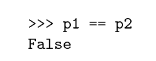 >>> p1 == p2
False